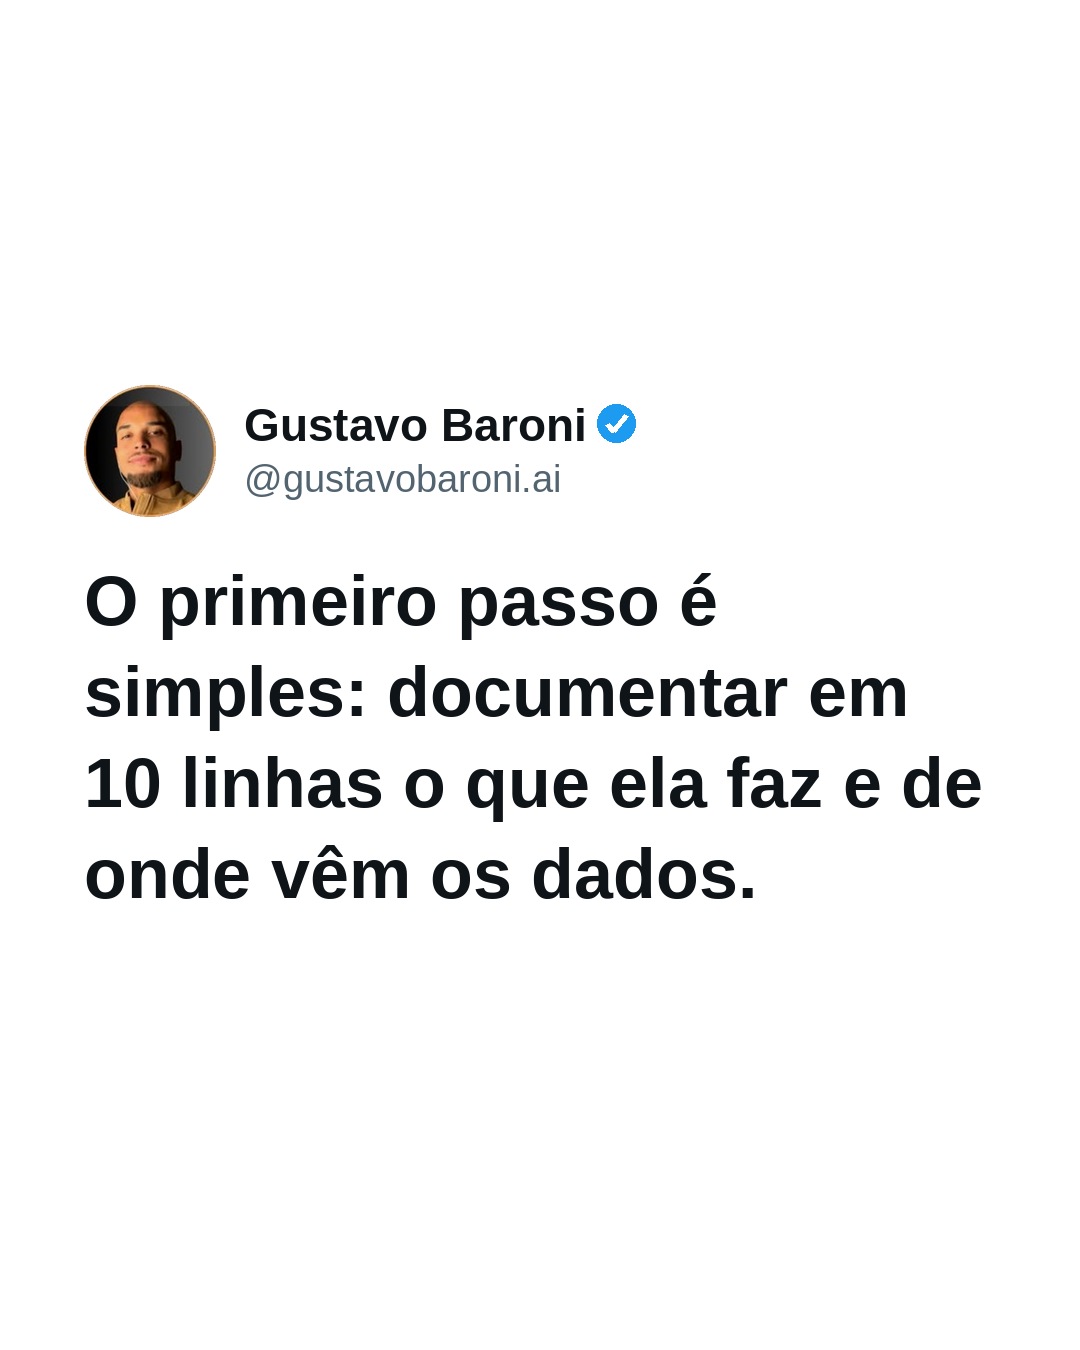 Gustavo Baroni
@gustavobaroni.ai
O primeiro passo é
simples: documentar em
10 linhas o que ela faz e de
onde vêm os dados.